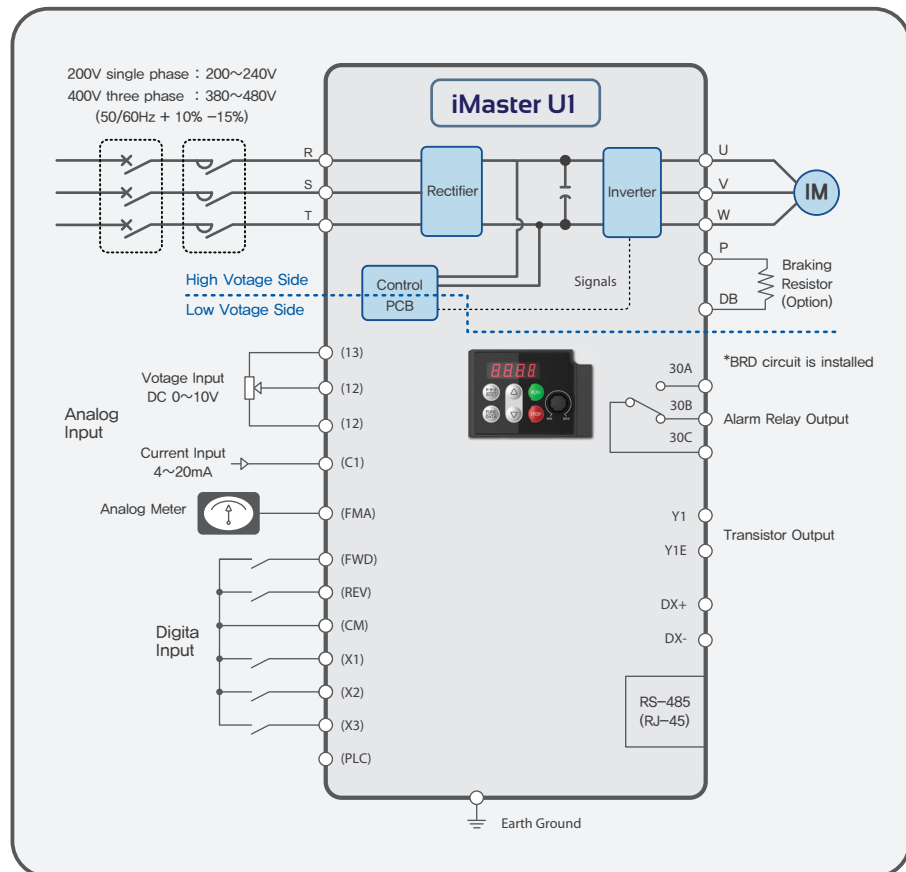 200V single phase : 200~240V
400V three phase : 380~480V
(50/60Hz + 10% -15%)
iMaster U1
R
S
T
Rectifier
Inverter
U
V
W
IM
P
DB
Braking
Resistor
(Option)
High Votage Side
Low Votage Side
Control
PCB
Signals
*BRD circuit is installed
Analog
Input
Votage Input
DC 0~10V
Current Input
4~20mA
Analog Meter
(13)
(12)
(12)
(C1)
(FMA)
(FWD)
(REV)
(CM)
(X1)
(X2)
(X3)
(PLC)
Digita
Input
8888
RUN
STOP
30A
30B
30C
Alarm Relay Output
Y1
Y1E
Transistor Output
DX+
DX-
RS-485
(RJ-45)
Earth Ground